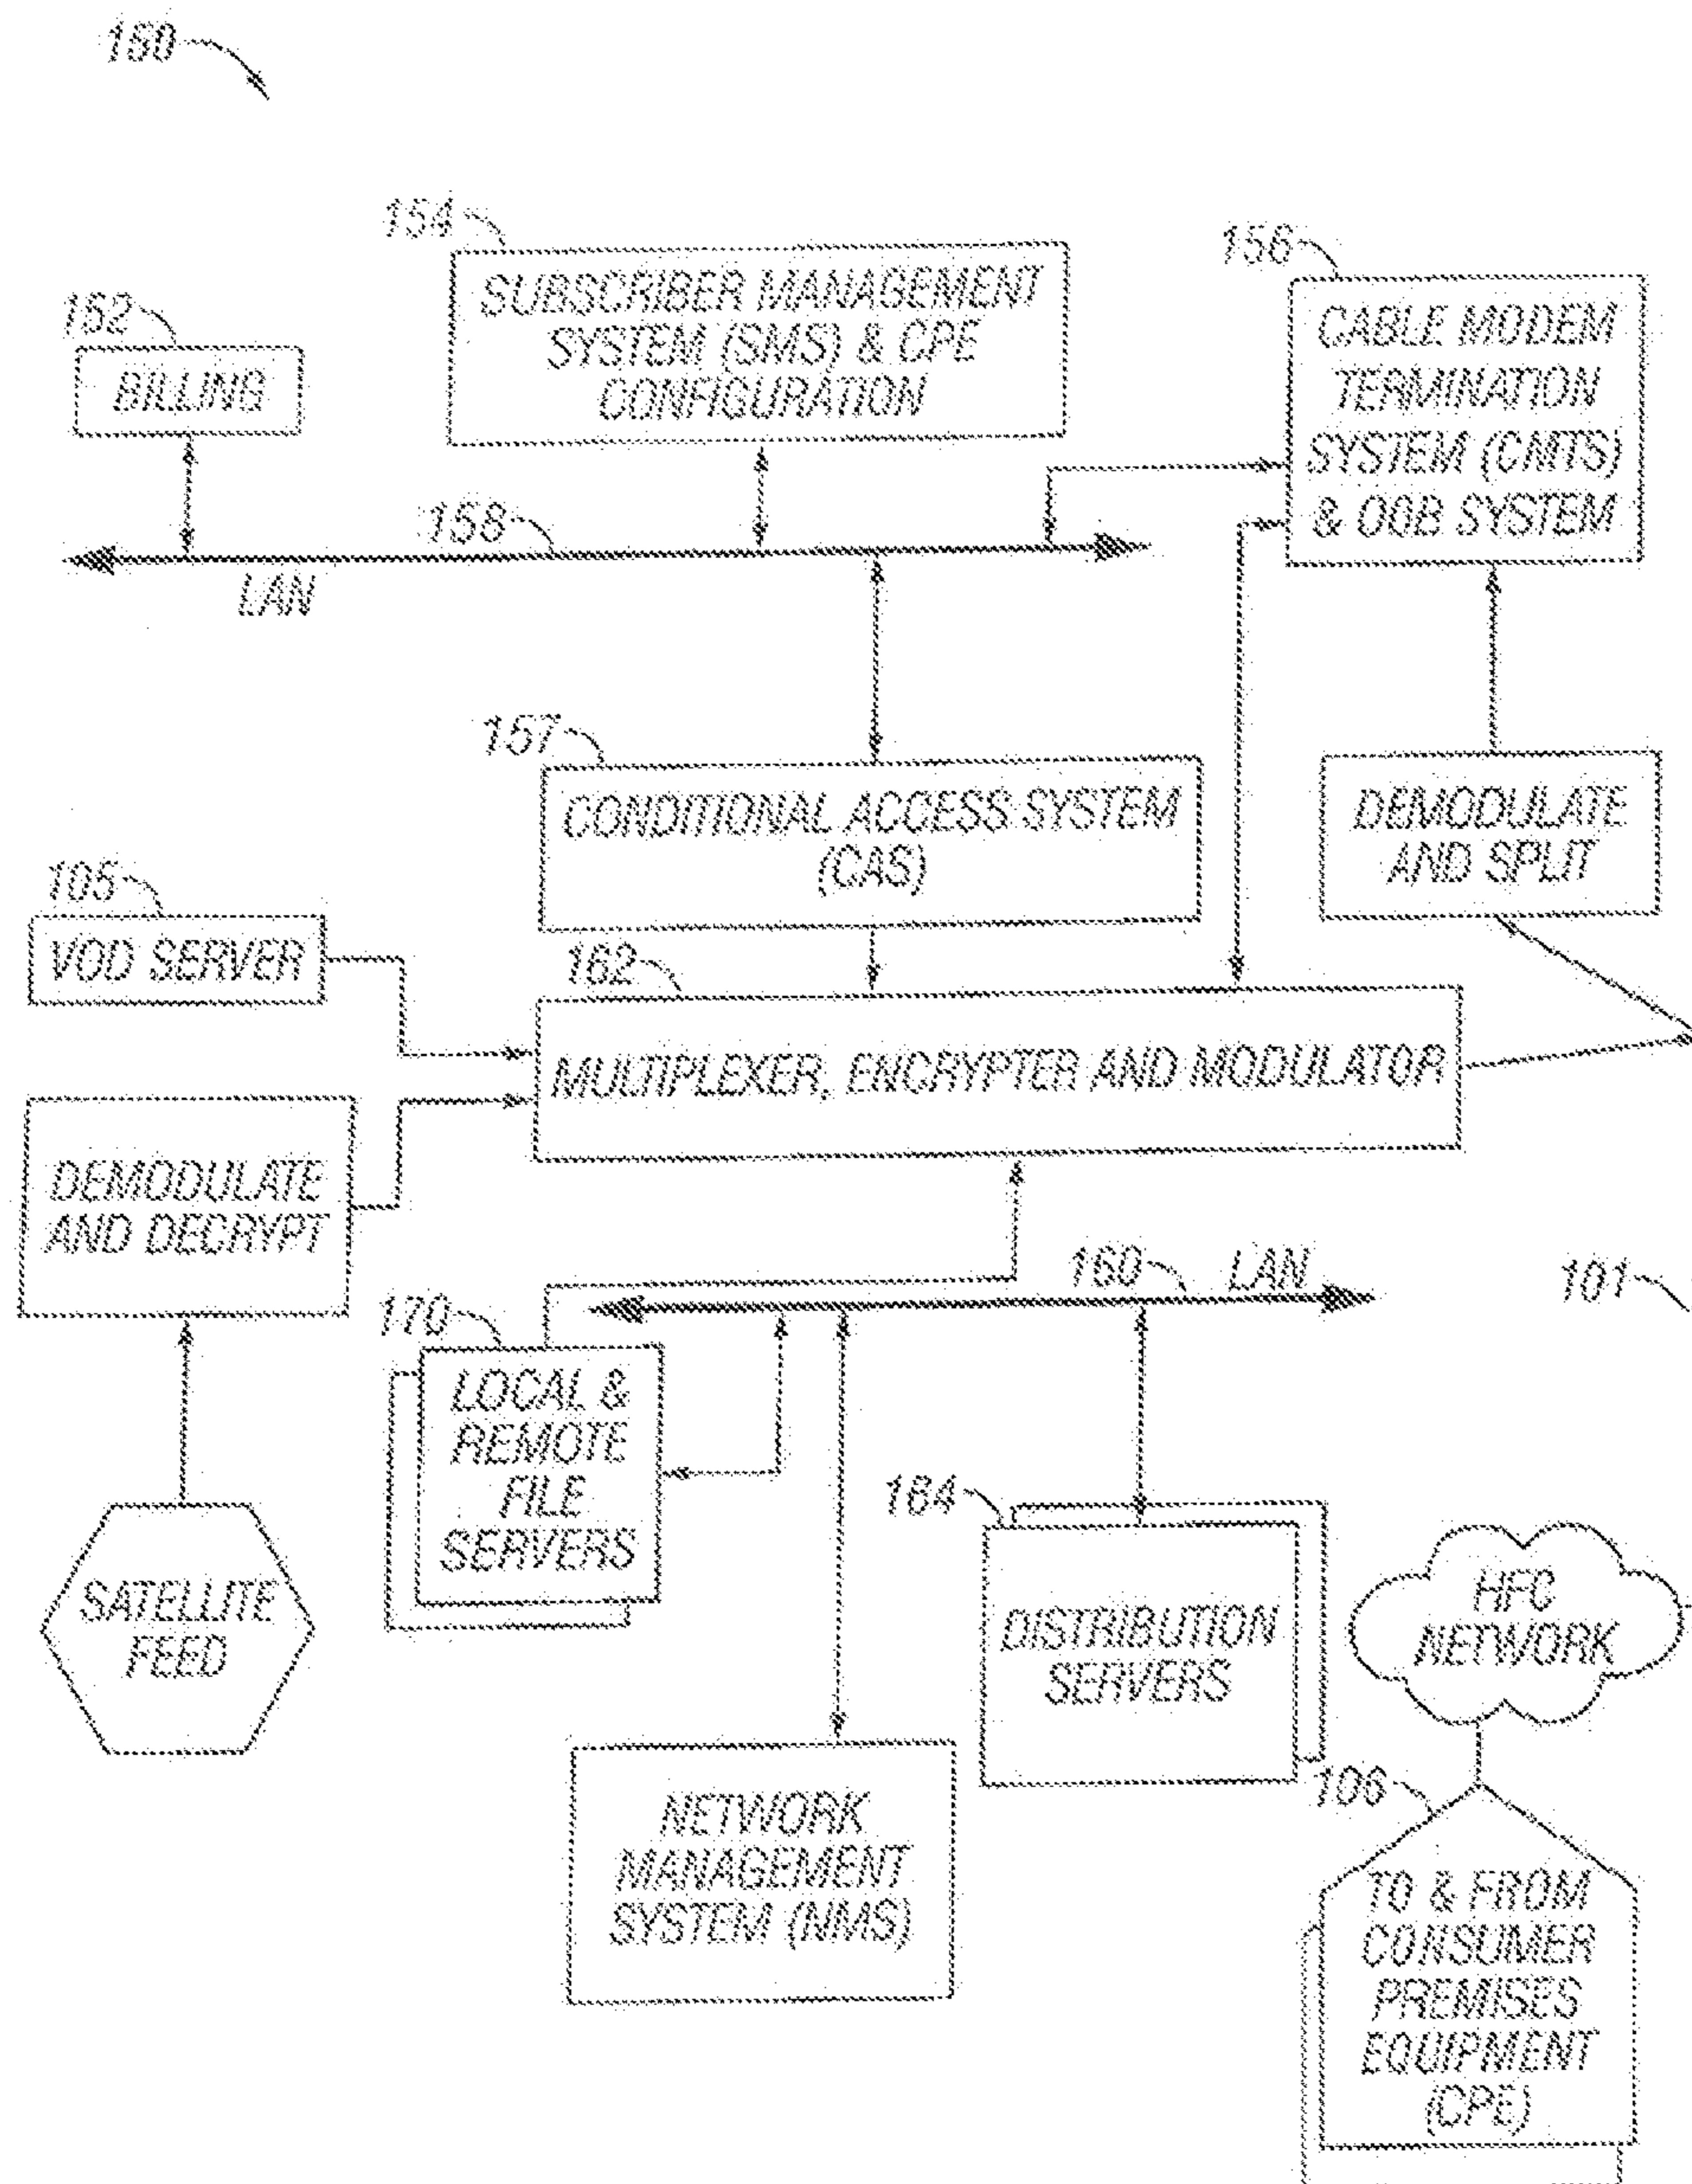 150
154
SUBSCRIBER MANAGEMENT
SYSTEM (SMS) & CPE
CONFIGURATION
156
CABLE MODEM
TERMINATION
SYSTEM (CMTS)
& OOB SYSTEM
152
BILLING
158
LAN
157
CONDITIONAL ACCESS SYSTEM
(CAS)
DEMODULATE
AND SPLIT
105
VOD SERVER
162
MULTIPLEXER, ENCRYPTER AND MODULATOR
DEMODULATE
AND DECRYPT
160
LAN
101
170
LOCAL &
REMOTE
FILE
SERVERS
164
DISTRIBUTION
SERVERS
HFC
NETWORK
SATELLITE
FEED
NETWORK
MANAGEMENT
SYSTEM (NMS)
106
TO & FROM
CONSUMER
PREMISES
EQUIPMENT
(CPE)